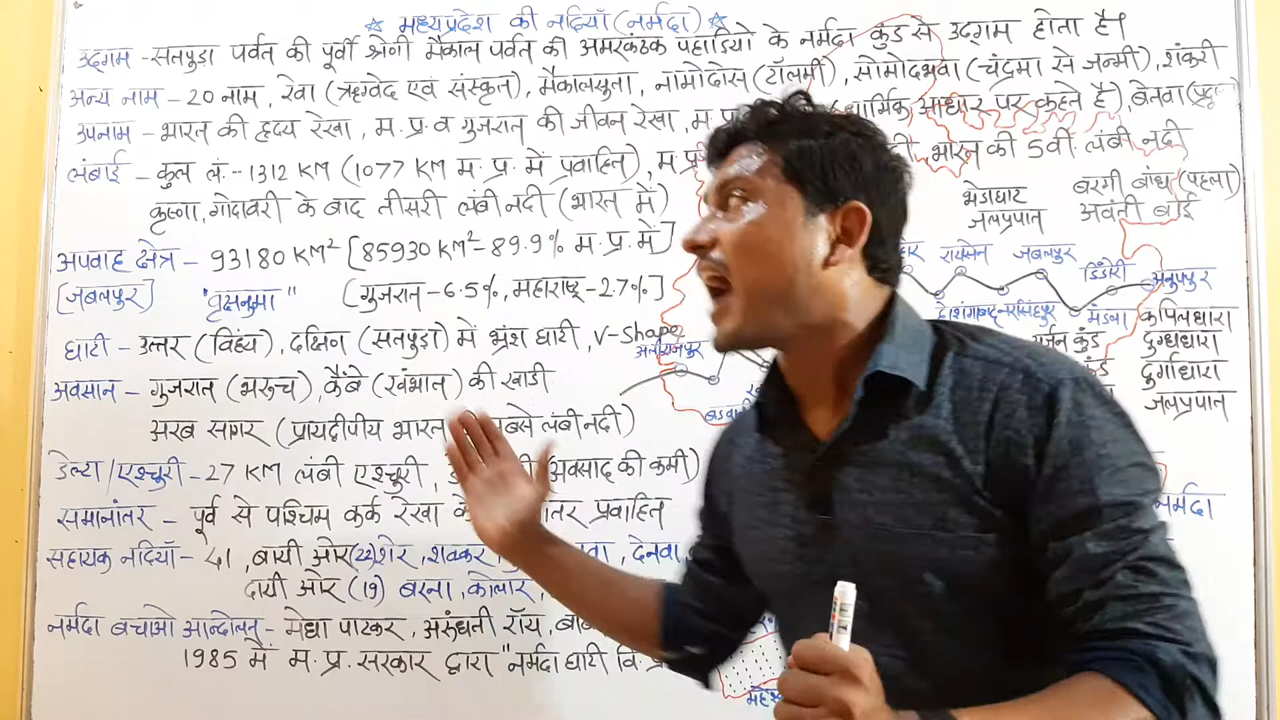 ☆ मध्यप्रदेश की नदियाँ (नर्मदा) ☆
उद्‌गम - सतपुड़ा पर्वत की पूर्वी श्रेणी मैकाल पर्वत की अमरकंठक पहाडियो के नर्मदा कुंड से उद्‌गम होता है।
अन्य नाम - 20 नाम, रेवा (ऋग्वेद एवं संस्कृत), मैकालसुता, नामोदोस (टॉलमी), सोमोदभवा (चंद्रमा से जन्मी), शंकरी
उपनाम - भारत की हृदय रेखा, म.प्र. व गुजरात की जीवन रेखा, म.प्र (धार्मिक आधार पर कहते है), बेतवा
लंबाई - कुल लं.- 1312 KM (1077 KM म.प्र. में प्रवाहित), म.प्र भारत की 5वी. लंबी नदी
कृष्णा, गोदावरी के बाद तीसरी लंबी नदी (भारत में)
भेडाघाट
जलप्रपात
बरगी बांध (पहला)
अवंती बाई
अपवाह क्षेत्र - 93180 KM² [85930 KM²- 89.9% म.प्र. में]
[जबलपुर] "वृक्षनुमा" [गुजरात - 6.5%, महाराष्ट्र - 2.7%]
रायसेन जबलपुर डिंडोरी अनूपपुर
होशंगाबाद नरसिंहपुर मंडला
घाटी - उत्तर (विंध्य), दक्षिण (सतपुडा) में भ्रंश घाटी, V-Shape
अलीराजपुर
कपिलधारा
दुग्धधारा
दुर्गाधारा
जलप्रपात
कुंड
अवसान - गुजरात (भरूच), कैंबे (खंभात) की खाडी
अरब सागर (प्रायद्वीपीय भारत सबसे लंबी नदी)
डेल्टा/एश्चुरी - 27 KM लंबी एश्चुरी, (अवसाद की कमी)
समानांतर - पूर्व से पश्चिम कर्क रेखा के प्रवाहित
नर्मदा
सहायक नदियाँ - 41, बायी ओर (22) शेर, शक्कर, देनवा,
दायी ओर (19) बरना, कोलार,
नर्मदा बचाओ आन्दोलन - मेधा पाटकर, अरुंधती रॉय,
1985 में म.प्र. सरकार द्वारा "नर्मदा घाटी वि.